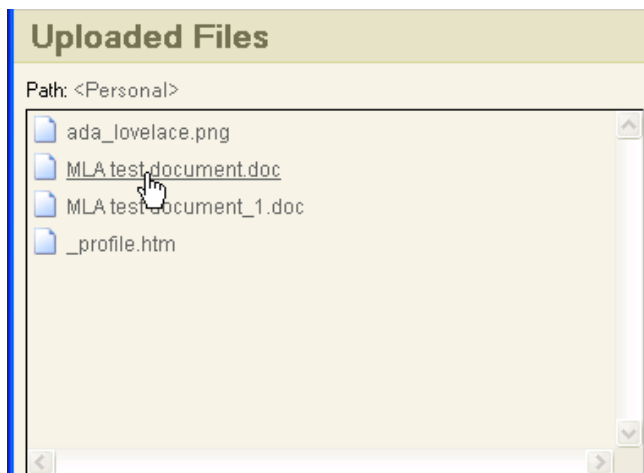 Uploaded Files
Path: <Personal>
ada_lovelace.png
MLA test document.doc
MLA test document_1.doc
_profile.htm